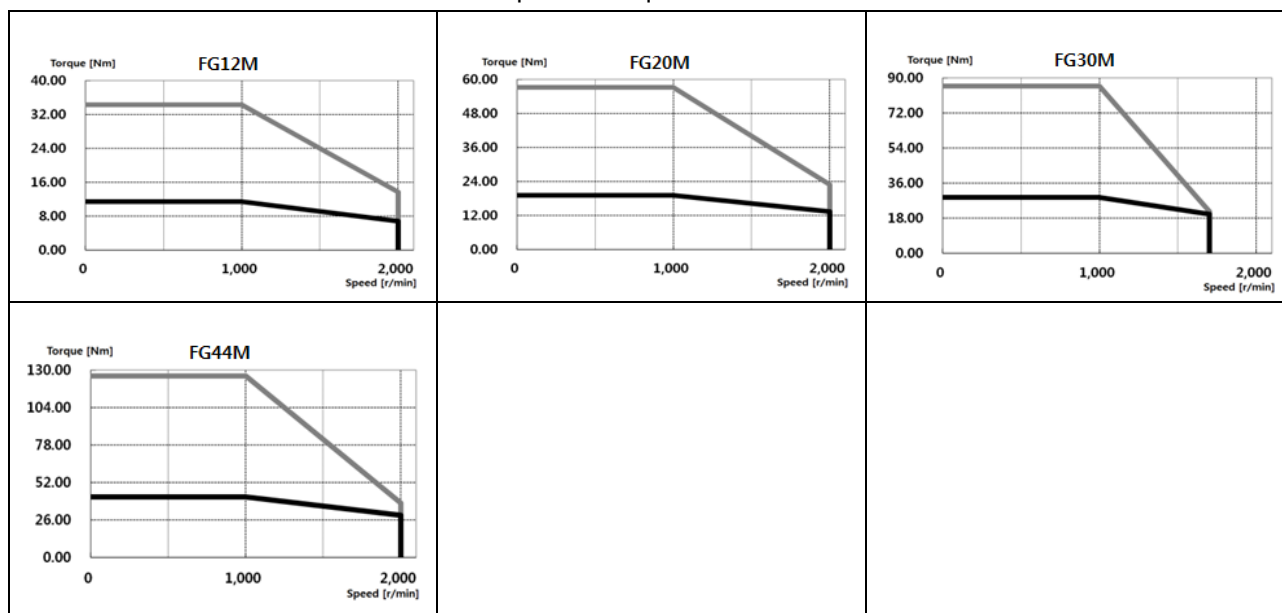 Torque [Nm] FG12M
40.00
32.00
24.00
16.00
8.00
0.00
0 1,000 2,000
Speed [r/min]
Torque [Nm] FG20M
60.00
48.00
36.00
24.00
12.00
0.00
0 1,000 2,000
Speed [r/min]
Torque [Nm] FG30M
90.00
72.00
54.00
36.00
18.00
0.00
0 1,000 2,000
Speed [r/min]
Torque [Nm] FG44M
130.00
104.00
78.00
52.00
26.00
0.00
0 1,000 2,000
Speed [r/min]